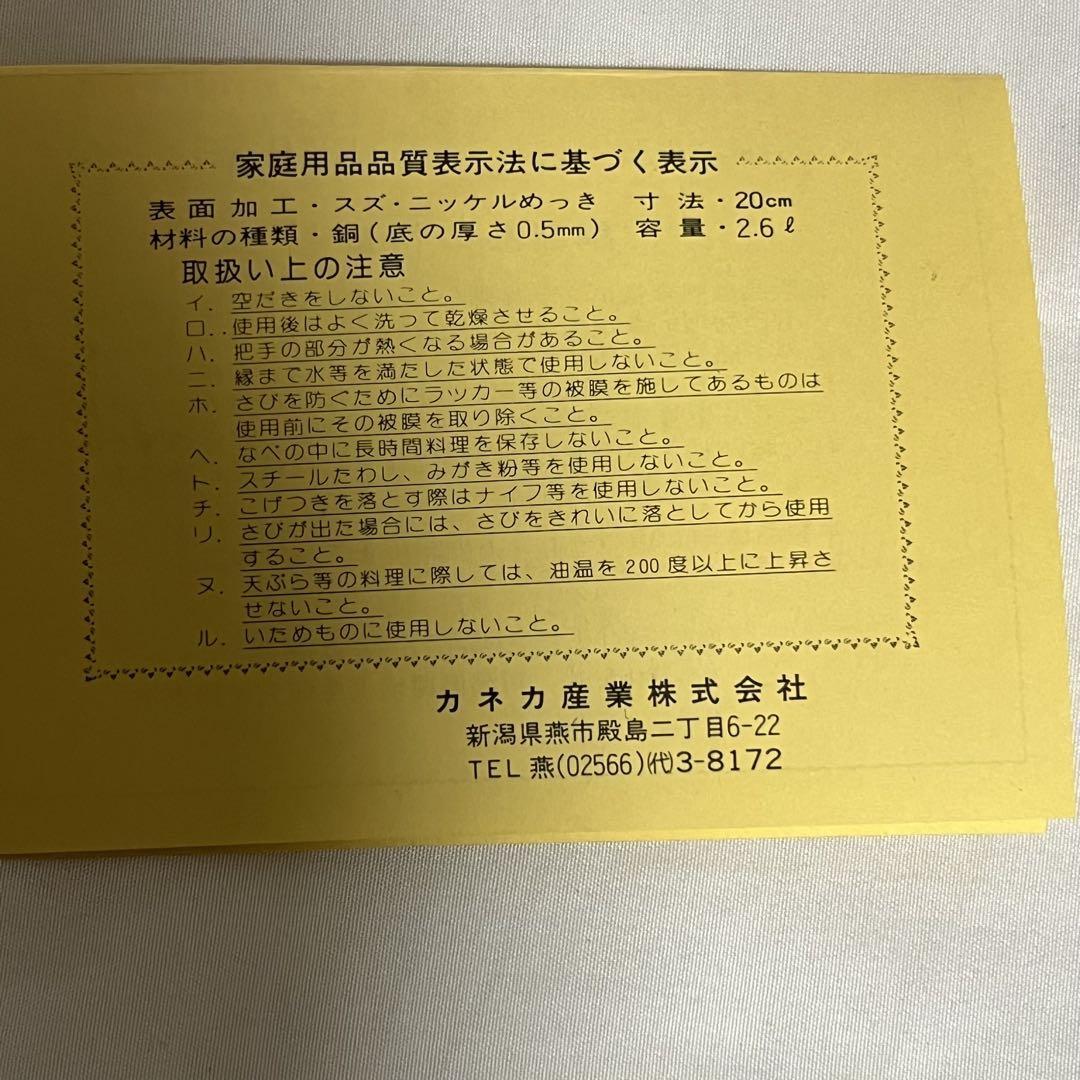 家庭用品品質表示法に基づく表示
表面加工・スズ・ニッケルめっき 寸法・20cm
材料の種類・銅(底の厚さ0.5mm) 容量・2.6ℓ
取扱い上の注意
イ. 空だきをしないこと。
ロ.. 使用後はよく洗つて乾燥させること。
ハ. 把手の部分が熱くなる場合があること。
ニ. 縁まで水等を満たした状態で使用しないこと。
ホ. さびを防ぐためにラッカー等の被膜を施してあるものは
使用前にその被膜を取り除くこと。
ヘ. なべの中に長時間料理を保存しないこと。
ト. スチールたわし、みがき粉等を使用しないこと。
チ. こげつきを落とす際はナイフ等を使用しないこと。
リ. さびが出た場合には、さびをきれいに落としてから使用
すること。
ヌ. 天ぷら等の料理に際しては、油温を200度以上に上昇さ
せないこと。
ル. いためものに使用しないこと。
カネカ産業株式会社
新潟県燕市殿島二丁目6-22
TEL 燕(02566)㈹3-8172